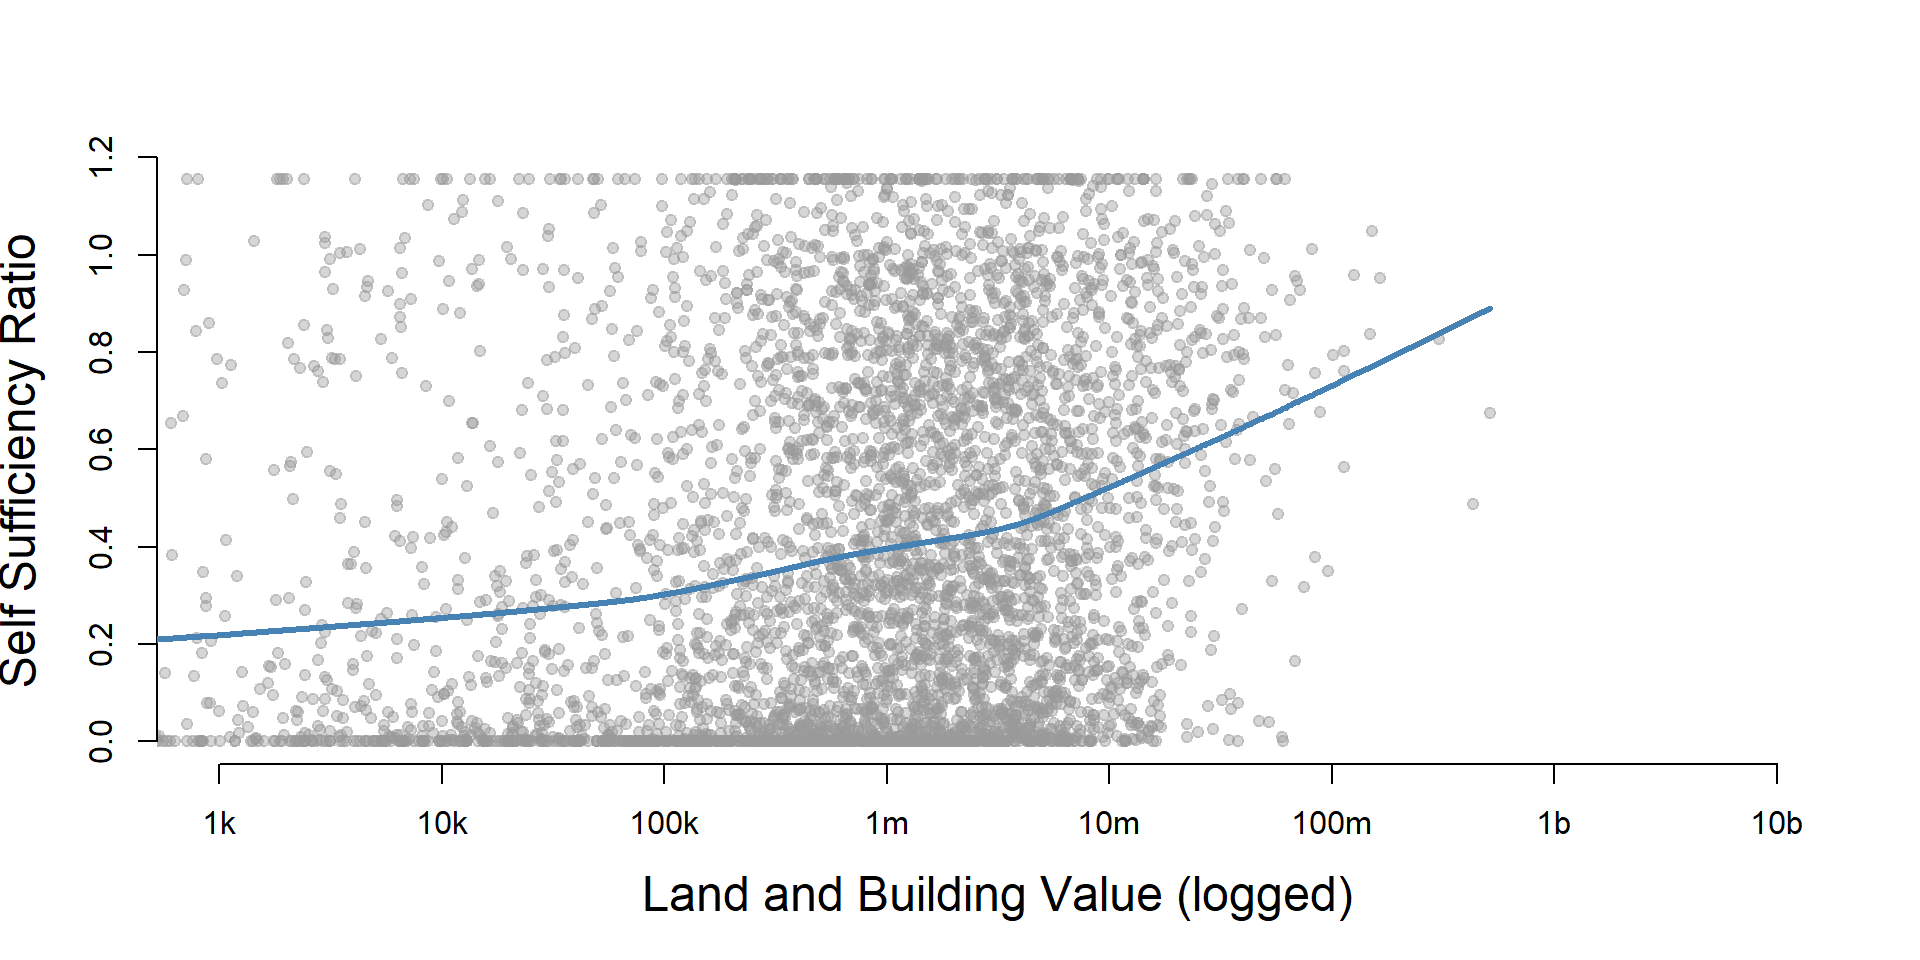 Self Sufficiency Ratio
1.2
1.0
0.8
0.6
0.4
0.2
0.0
1k 10k 100k 1m 10m 100m 1b 10b
Land and Building Value (logged)